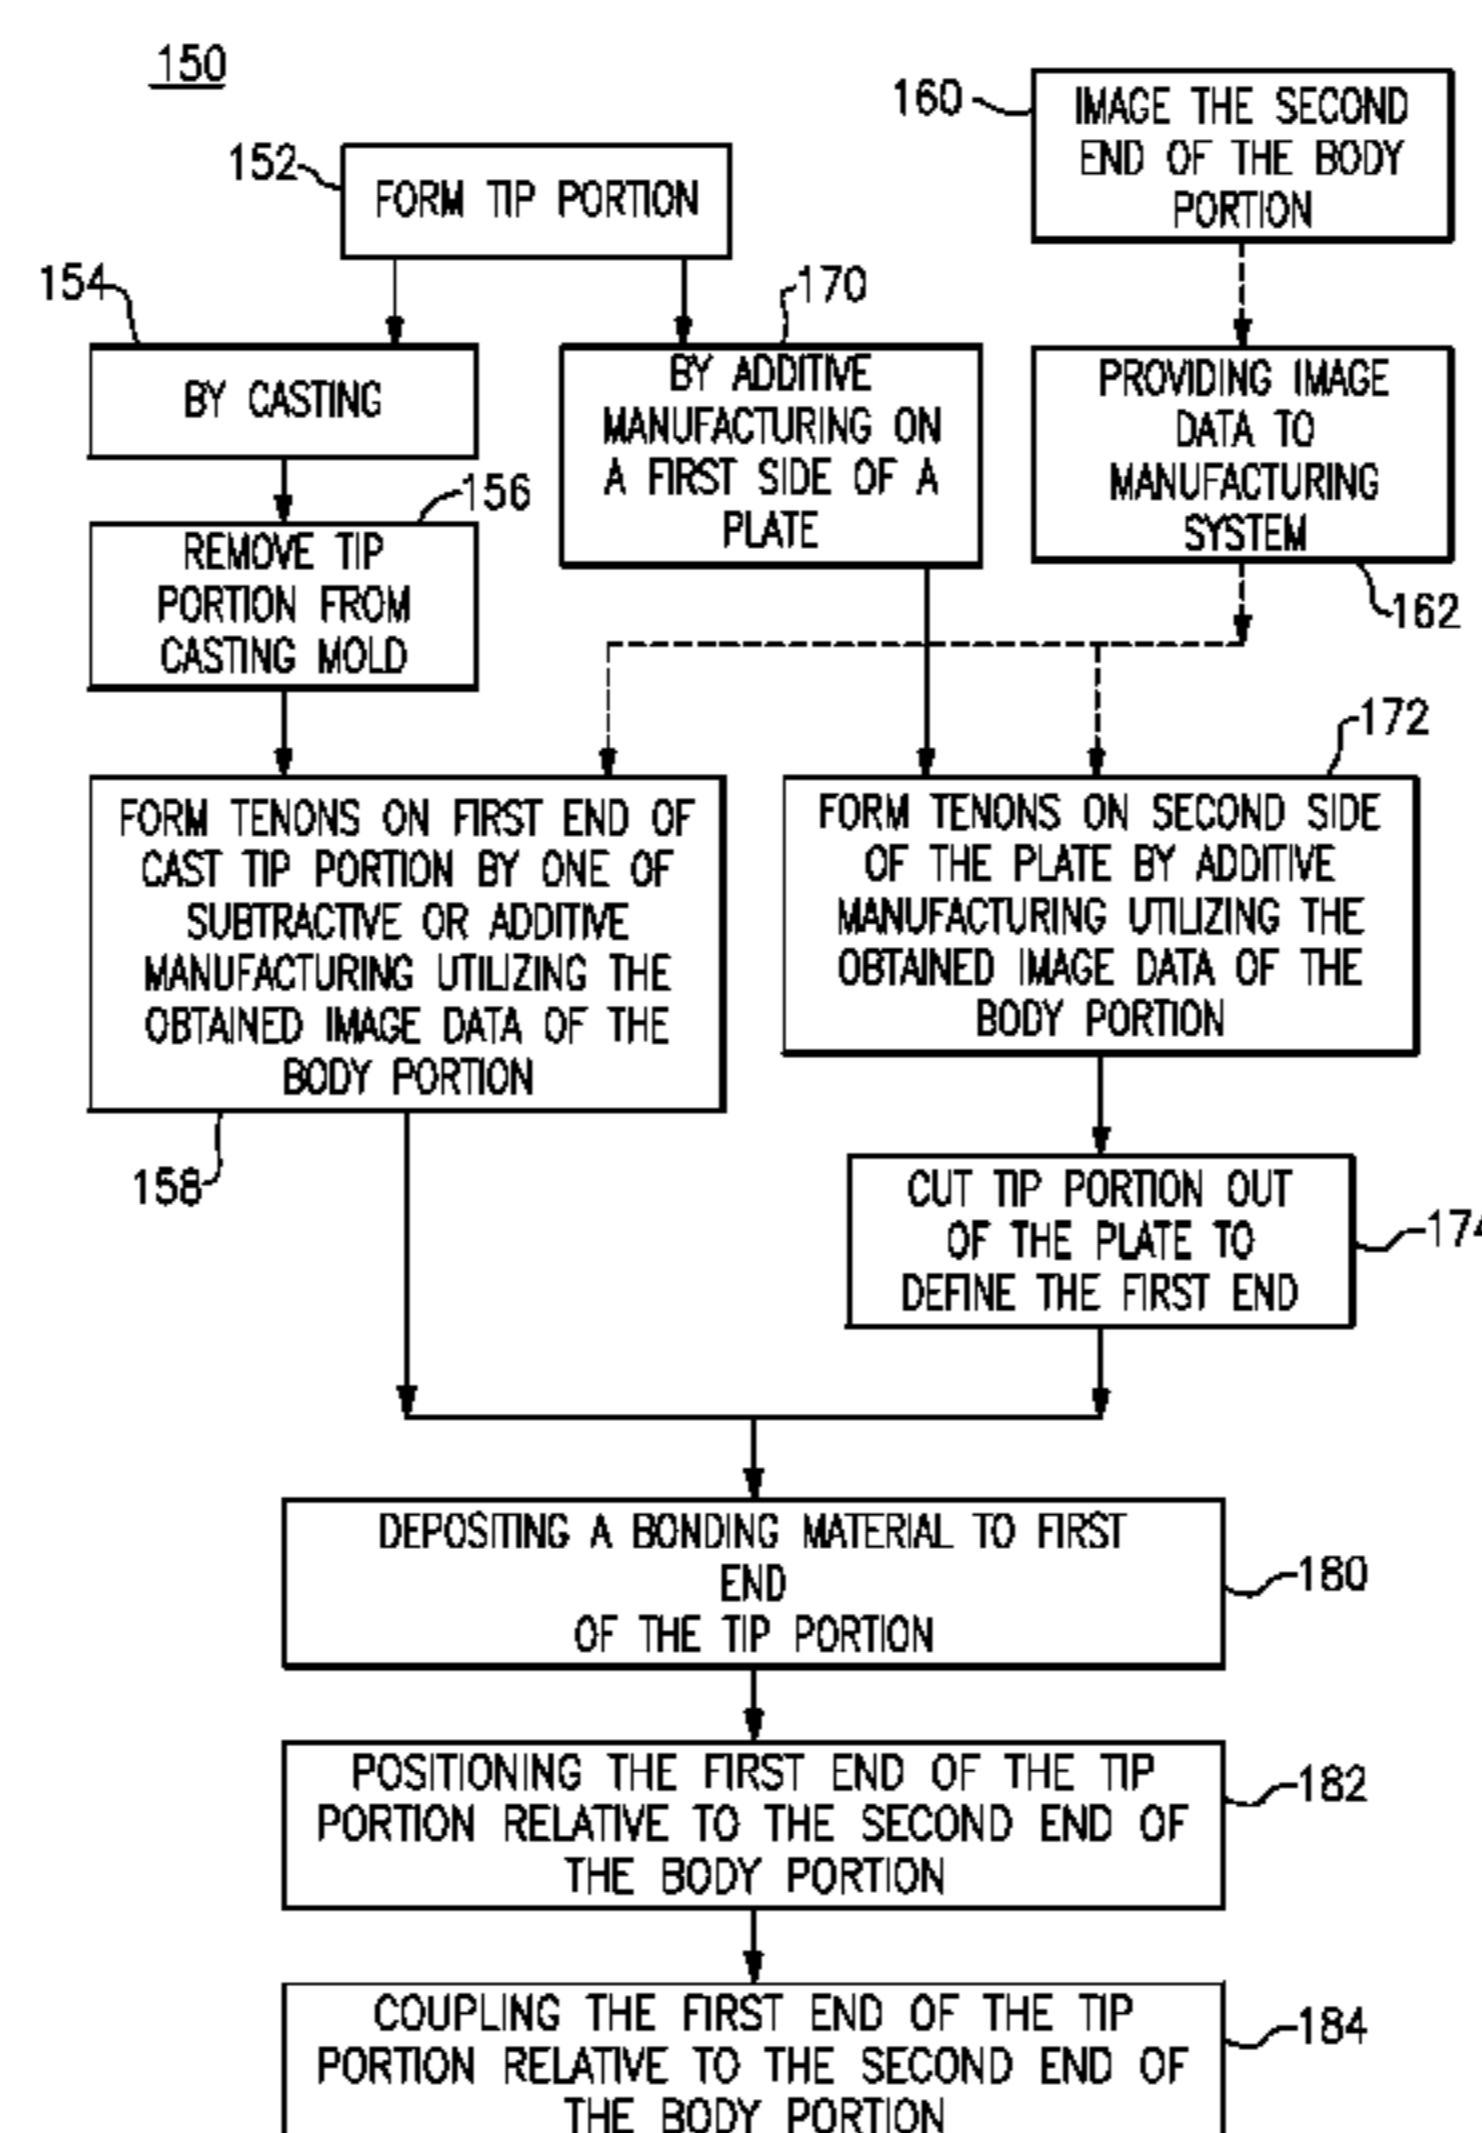 150
152
FORM TIP PORTION
160
IMAGE THE SECOND
END OF THE BODY
PORTION
154
BY CASTING
170
BY ADDITIVE
MANUFACTURING ON
A FIRST SIDE OF A
PLATE
PROVIDING IMAGE
DATA TO
MANUFACTURING
SYSTEM
162
156
REMOVE TIP
PORTION FROM
CASTING MOLD
172
FORM TENONS ON FIRST END OF
CAST TIP PORTION BY ONE OF
SUBTRACTIVE OR ADDITIVE
MANUFACTURING UTILIZING THE
OBTAINED IMAGE DATA OF THE
BODY PORTION
158
FORM TENONS ON SECOND SIDE
OF THE PLATE BY ADDITIVE
MANUFACTURING UTILIZING THE
OBTAINED IMAGE DATA OF THE
BODY PORTION
CUT TIP PORTION OUT
OF THE PLATE TO
DEFINE THE FIRST END
174
DEPOSITING A BONDING MATERIAL TO FIRST
END
OF THE TIP PORTION
180
POSITIONING THE FIRST END OF THE TIP
PORTION RELATIVE TO THE SECOND END OF
THE BODY PORTION
182
COUPLING THE FIRST END OF THE TIP
PORTION RELATIVE TO THE SECOND END OF
THE BODY PORTION
184